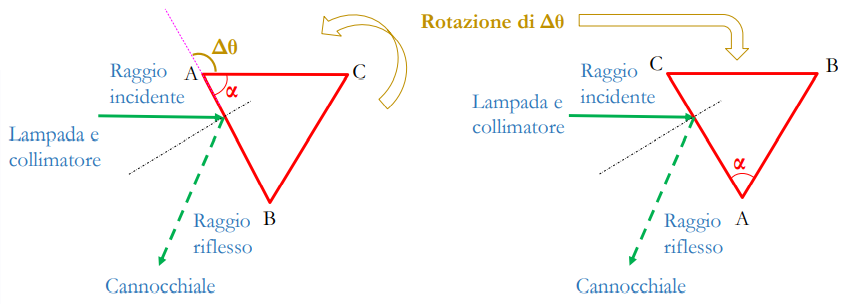 Rotazione di Δθ
Δθ
A
C
α
Raggio
incidente
Lampada e
collimatore
B
Raggio
riflesso
Cannocchiale
C
B
Raggio
incidente
Lampada e
collimatore
α
A
Raggio
riflesso
Cannocchiale